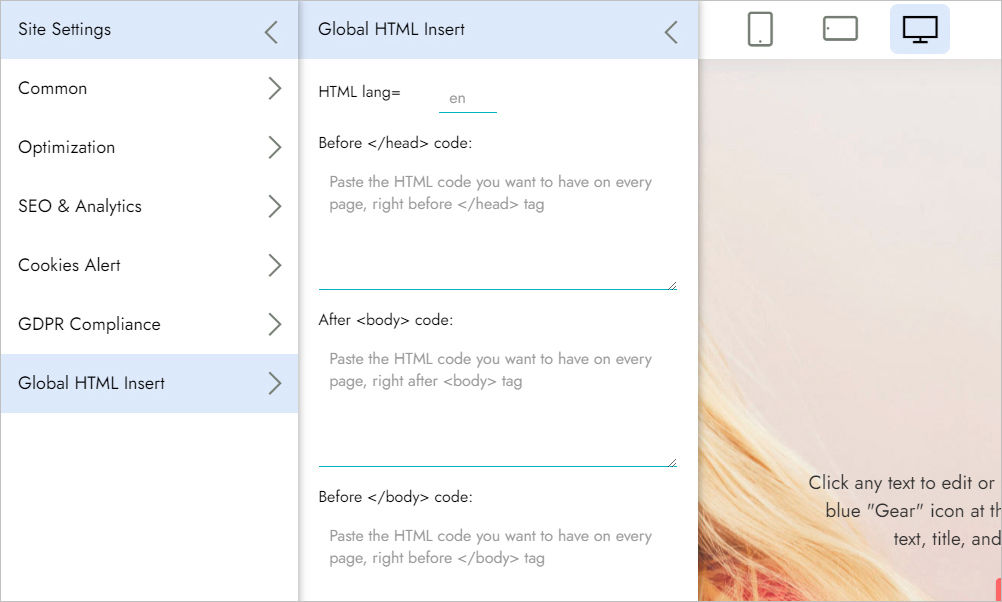 Site Settings
Common
Optimization
SEO & Analytics
Cookies Alert
GDPR Compliance
Global HTML Insert
Global HTML Insert
HTML lang=
en
Before </head> code:
Paste the HTML code you want to have on every
page, right before </head> tag
After <body> code:
Paste the HTML code you want to have on every
page, right after <body> tag
Before </body> code:
Paste the HTML code you want to have on every
page, right before </body> tag
Click any text to edit or
blue "Gear" icon at th
text, title, and